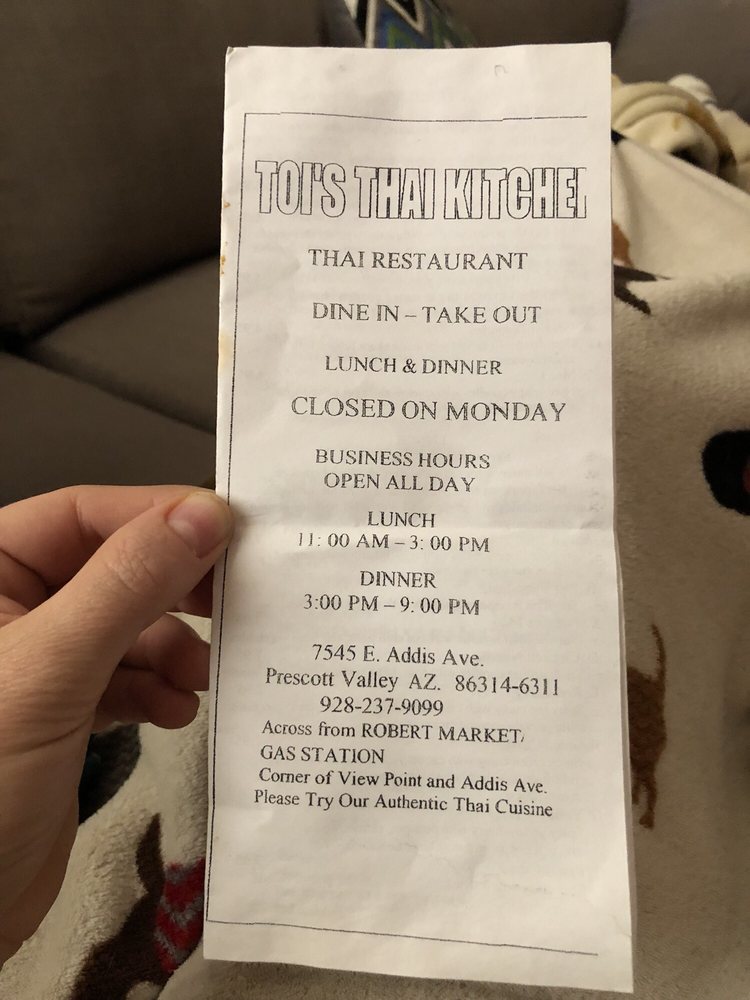 TOI'S THAI KITCHEN
THAI RESTAURANT
DINE IN – TAKE OUT
LUNCH & DINNER
CLOSED ON MONDAY
BUSINESS HOURS
OPEN ALL DAY
LUNCH
11: 00 AM – 3: 00 PM
DINNER
3:00 PM – 9: 00 PM
7545 E. Addis Ave.
Prescott Valley AZ. 86314-6311
928-237-9099
Across from ROBERT MARKET/
GAS STATION
Corner of View Point and Addis Ave.
Please Try Our Authentic Thai Cuisine